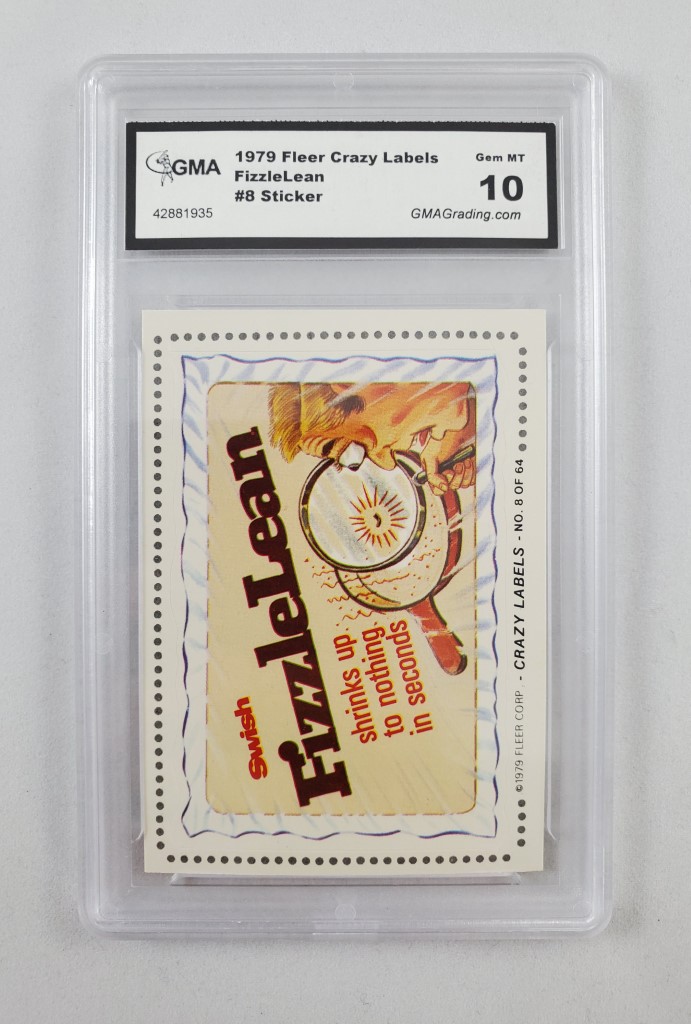 GMA
1979 Fleer Crazy Labels
FizzleLean
#8 Sticker
Gem MT
10
42881935
GMAGrading.com
Swish
FizzleLean
shrinks up
to nothing
in seconds
©1979 FLEER CORP. - CRAZY LABELS - NO. 8 OF 64